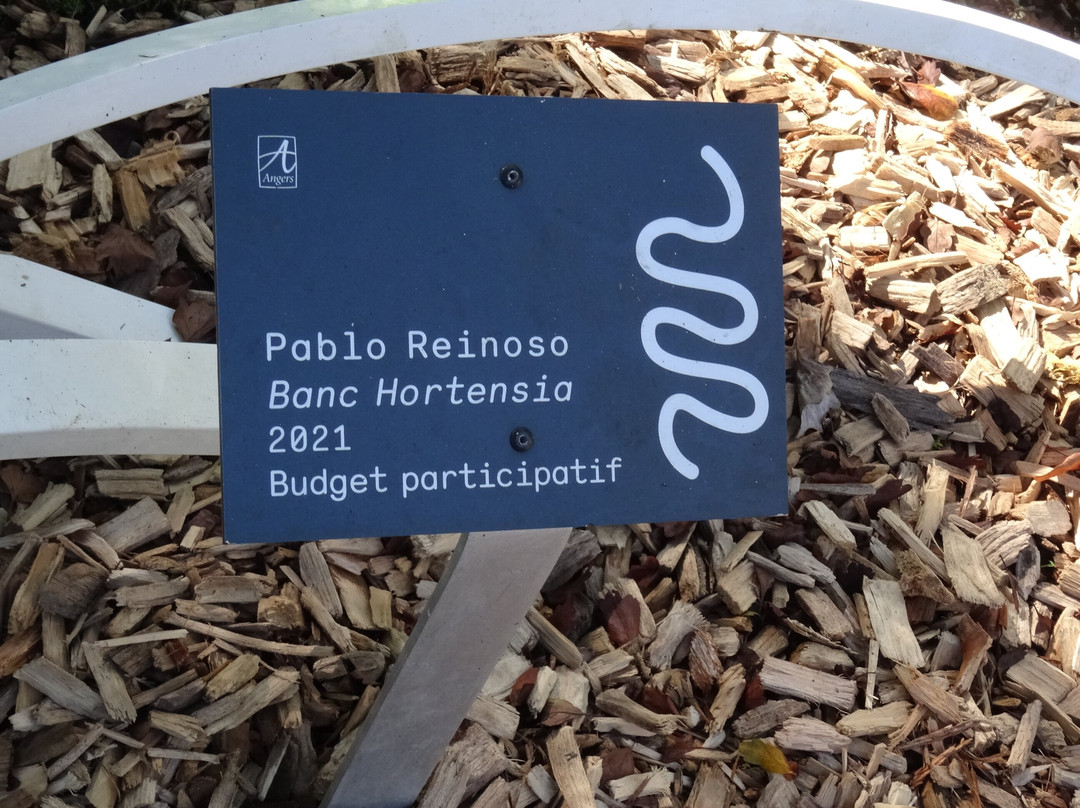 A
Angers
Pablo Reinoso
Banc Hortensia
2021
Budget participatif